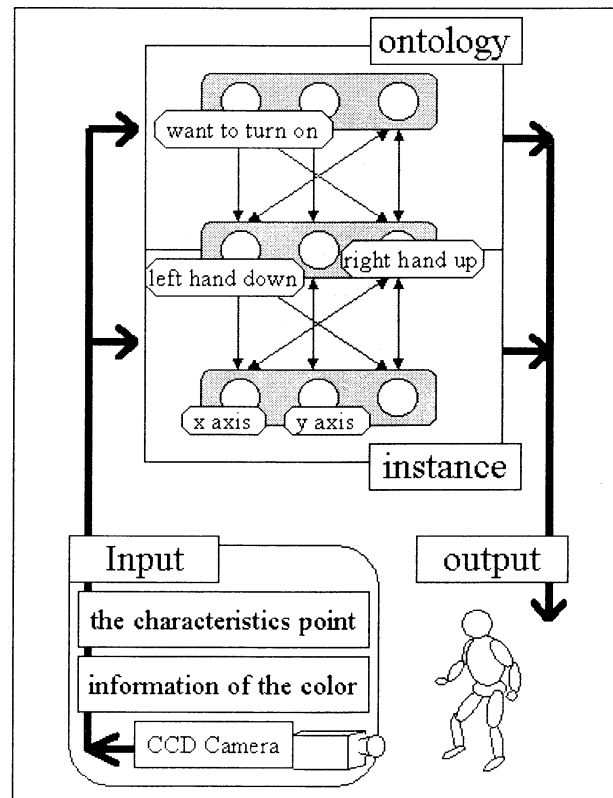 ontology
want to turn on
right hand up
left hand down
x axis
y axis
instance
Input
output
the characteristics point
information of the color
CCD Camera